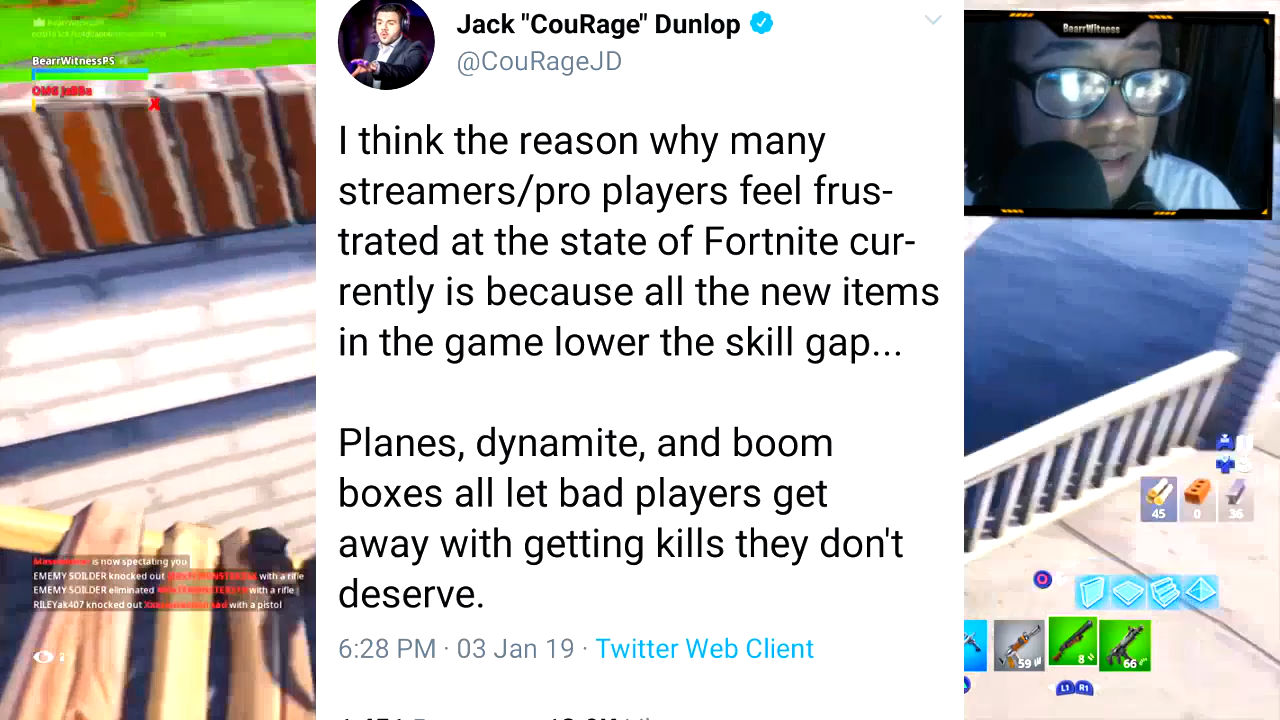 BearrWitnessPS
Jack "CouRage" Dunlop
@CouRageJD
I think the reason why many
streamers/pro players feel frus-
trated at the state of Fortnite cur-
rently is because all the new items
in the game lower the skill gap...
Planes, dynamite, and boom
boxes all let bad players get
away with getting kills they don't
deserve.
6:28 PM · 03 Jan 19 · Twitter Web Client
is now spectating you
EMEMY SOILDER knocked out with a rifle
EMEMY SOILDER eliminated with a rifle
RILEYak407 knocked out with a pistol
BearrWitness
45 0 36
59 8 66
L1 R1